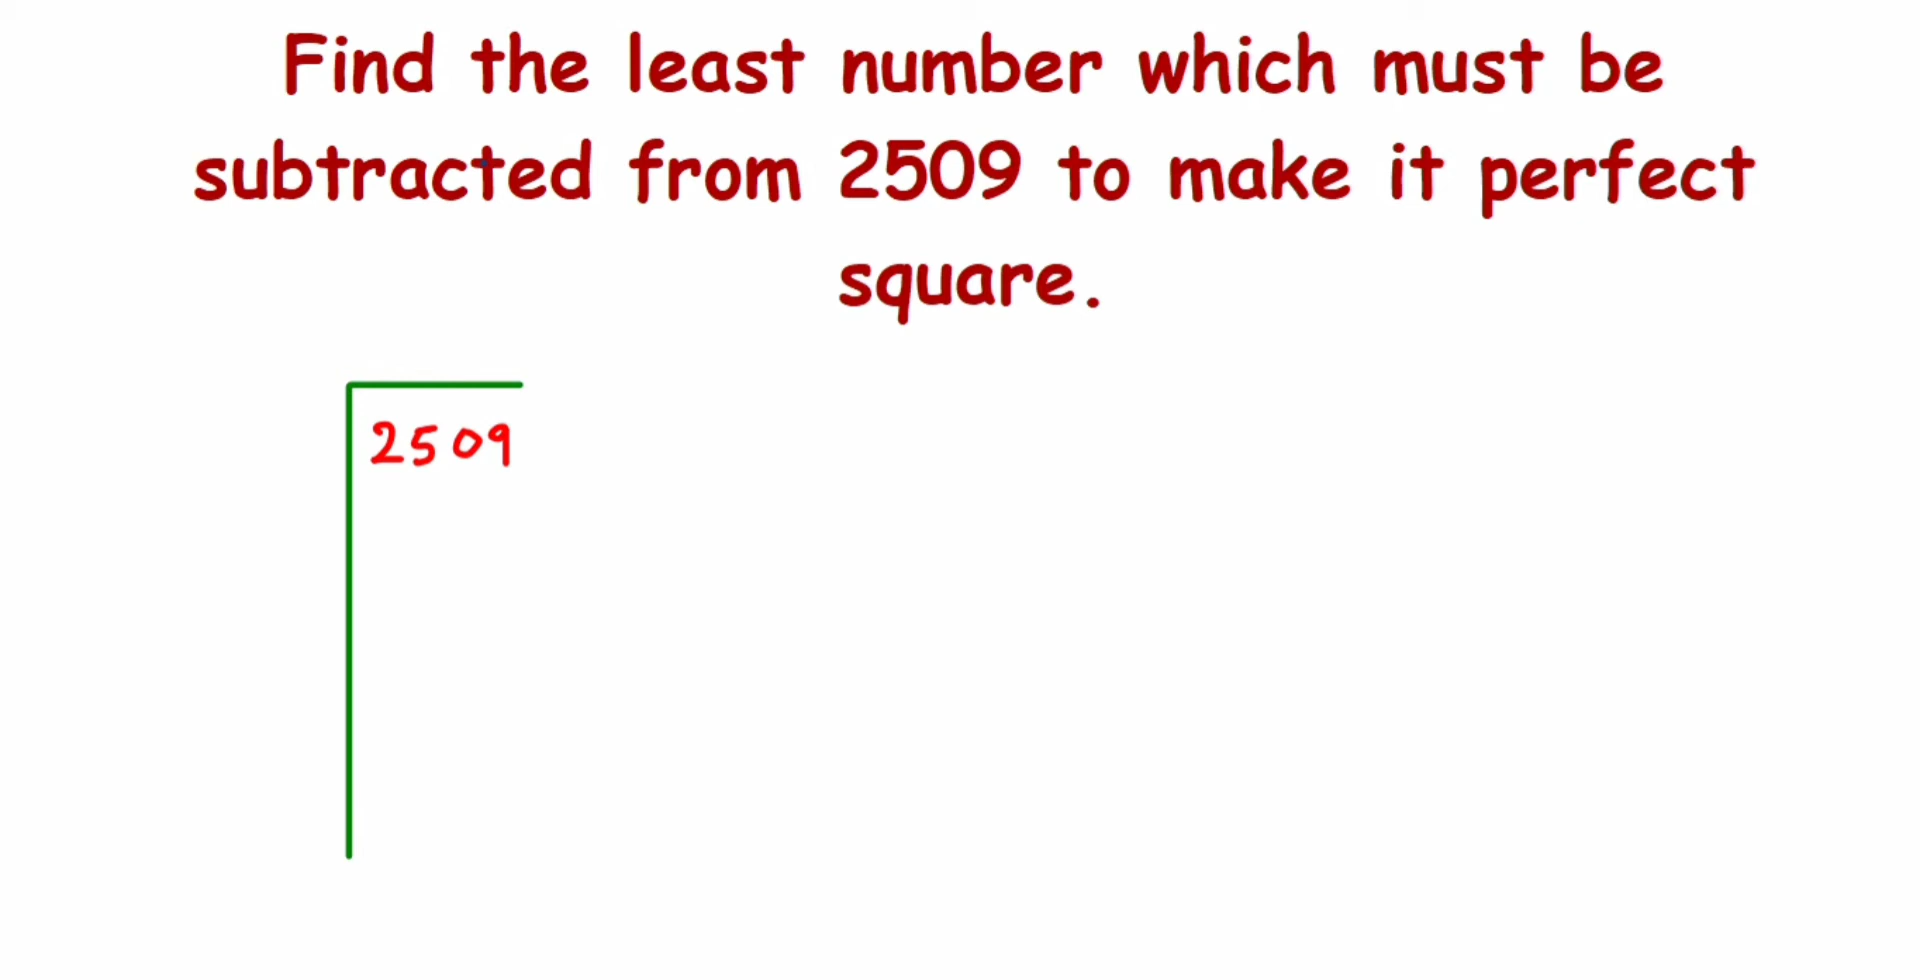 Find the least number which must be
subtracted from 2509 to make it perfect
square.
2509